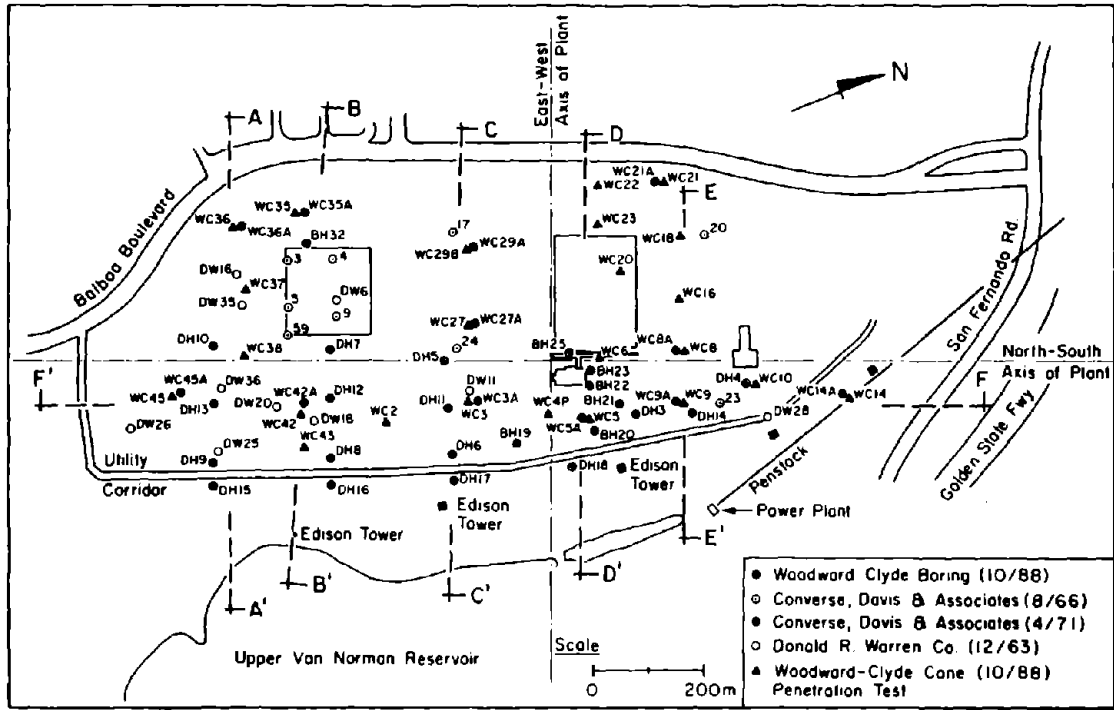 N
East-West
Axis of Plant
A
B
C
D
E
Balboa Boulevard
San Fernando Rd.
Golden State Fwy
North-South
Axis of Plant
WC21A
WC21
WC22
WC35
WC35A
WC36
WC36A
BH32
17
WC29A
WC29B
WC23
WC18
20
3
4
DW16
WC37
WC20
DW35
5
DW6
9
WC16
59
WC27
WC27A
24
DH10
WC38
DH7
DH5
BH25
WC6
WC8A
WC8
F'
WC45A
WC45
DW36
DH13
DW20
WC42A
WC42
DH12
DW18
WC2
DW11
DH11
WC3
WC3A
BH23
BH22
BH21
WC4P
WC5A
WC5
WC9A
WC9
DH3
DH14
23
DH4
WC10
WC14A
WC14
F
DW28
DW26
DW25
WC43
DH9
DH8
DH6
BH19
BH20
DH18
Utility
Corridor
DH15
DH16
DH17
Edison
Tower
Edison
Tower
Edison Tower
Penstock
Power Plant
E'
D'
C'
B'
A'
Upper Van Norman Reservoir
Scale
0
200m
Woodward Clyde Boring (10/88)
Converse, Davis & Associates (8/66)
Converse, Davis & Associates (4/71)
Donald R. Warren Co. (12/63)
Woodward-Clyde Cone (10/88)
Penetration Test